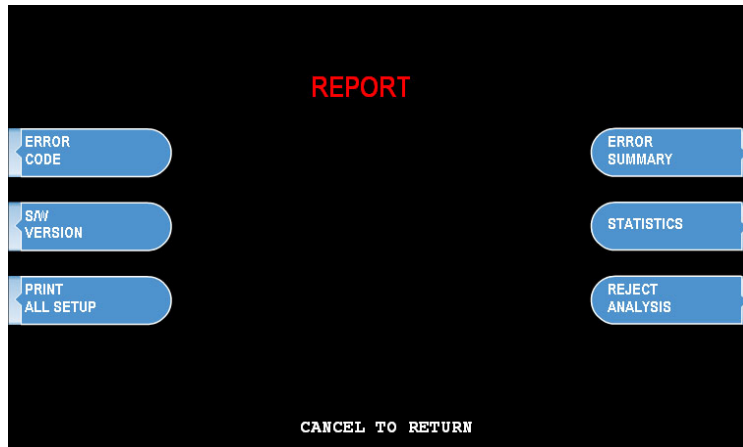 REPORT
ERROR
CODE
ERROR
SUMMARY
S/W
VERSION
STATISTICS
PRINT
ALL SETUP
REJECT
ANALYSIS
CANCEL TO RETURN